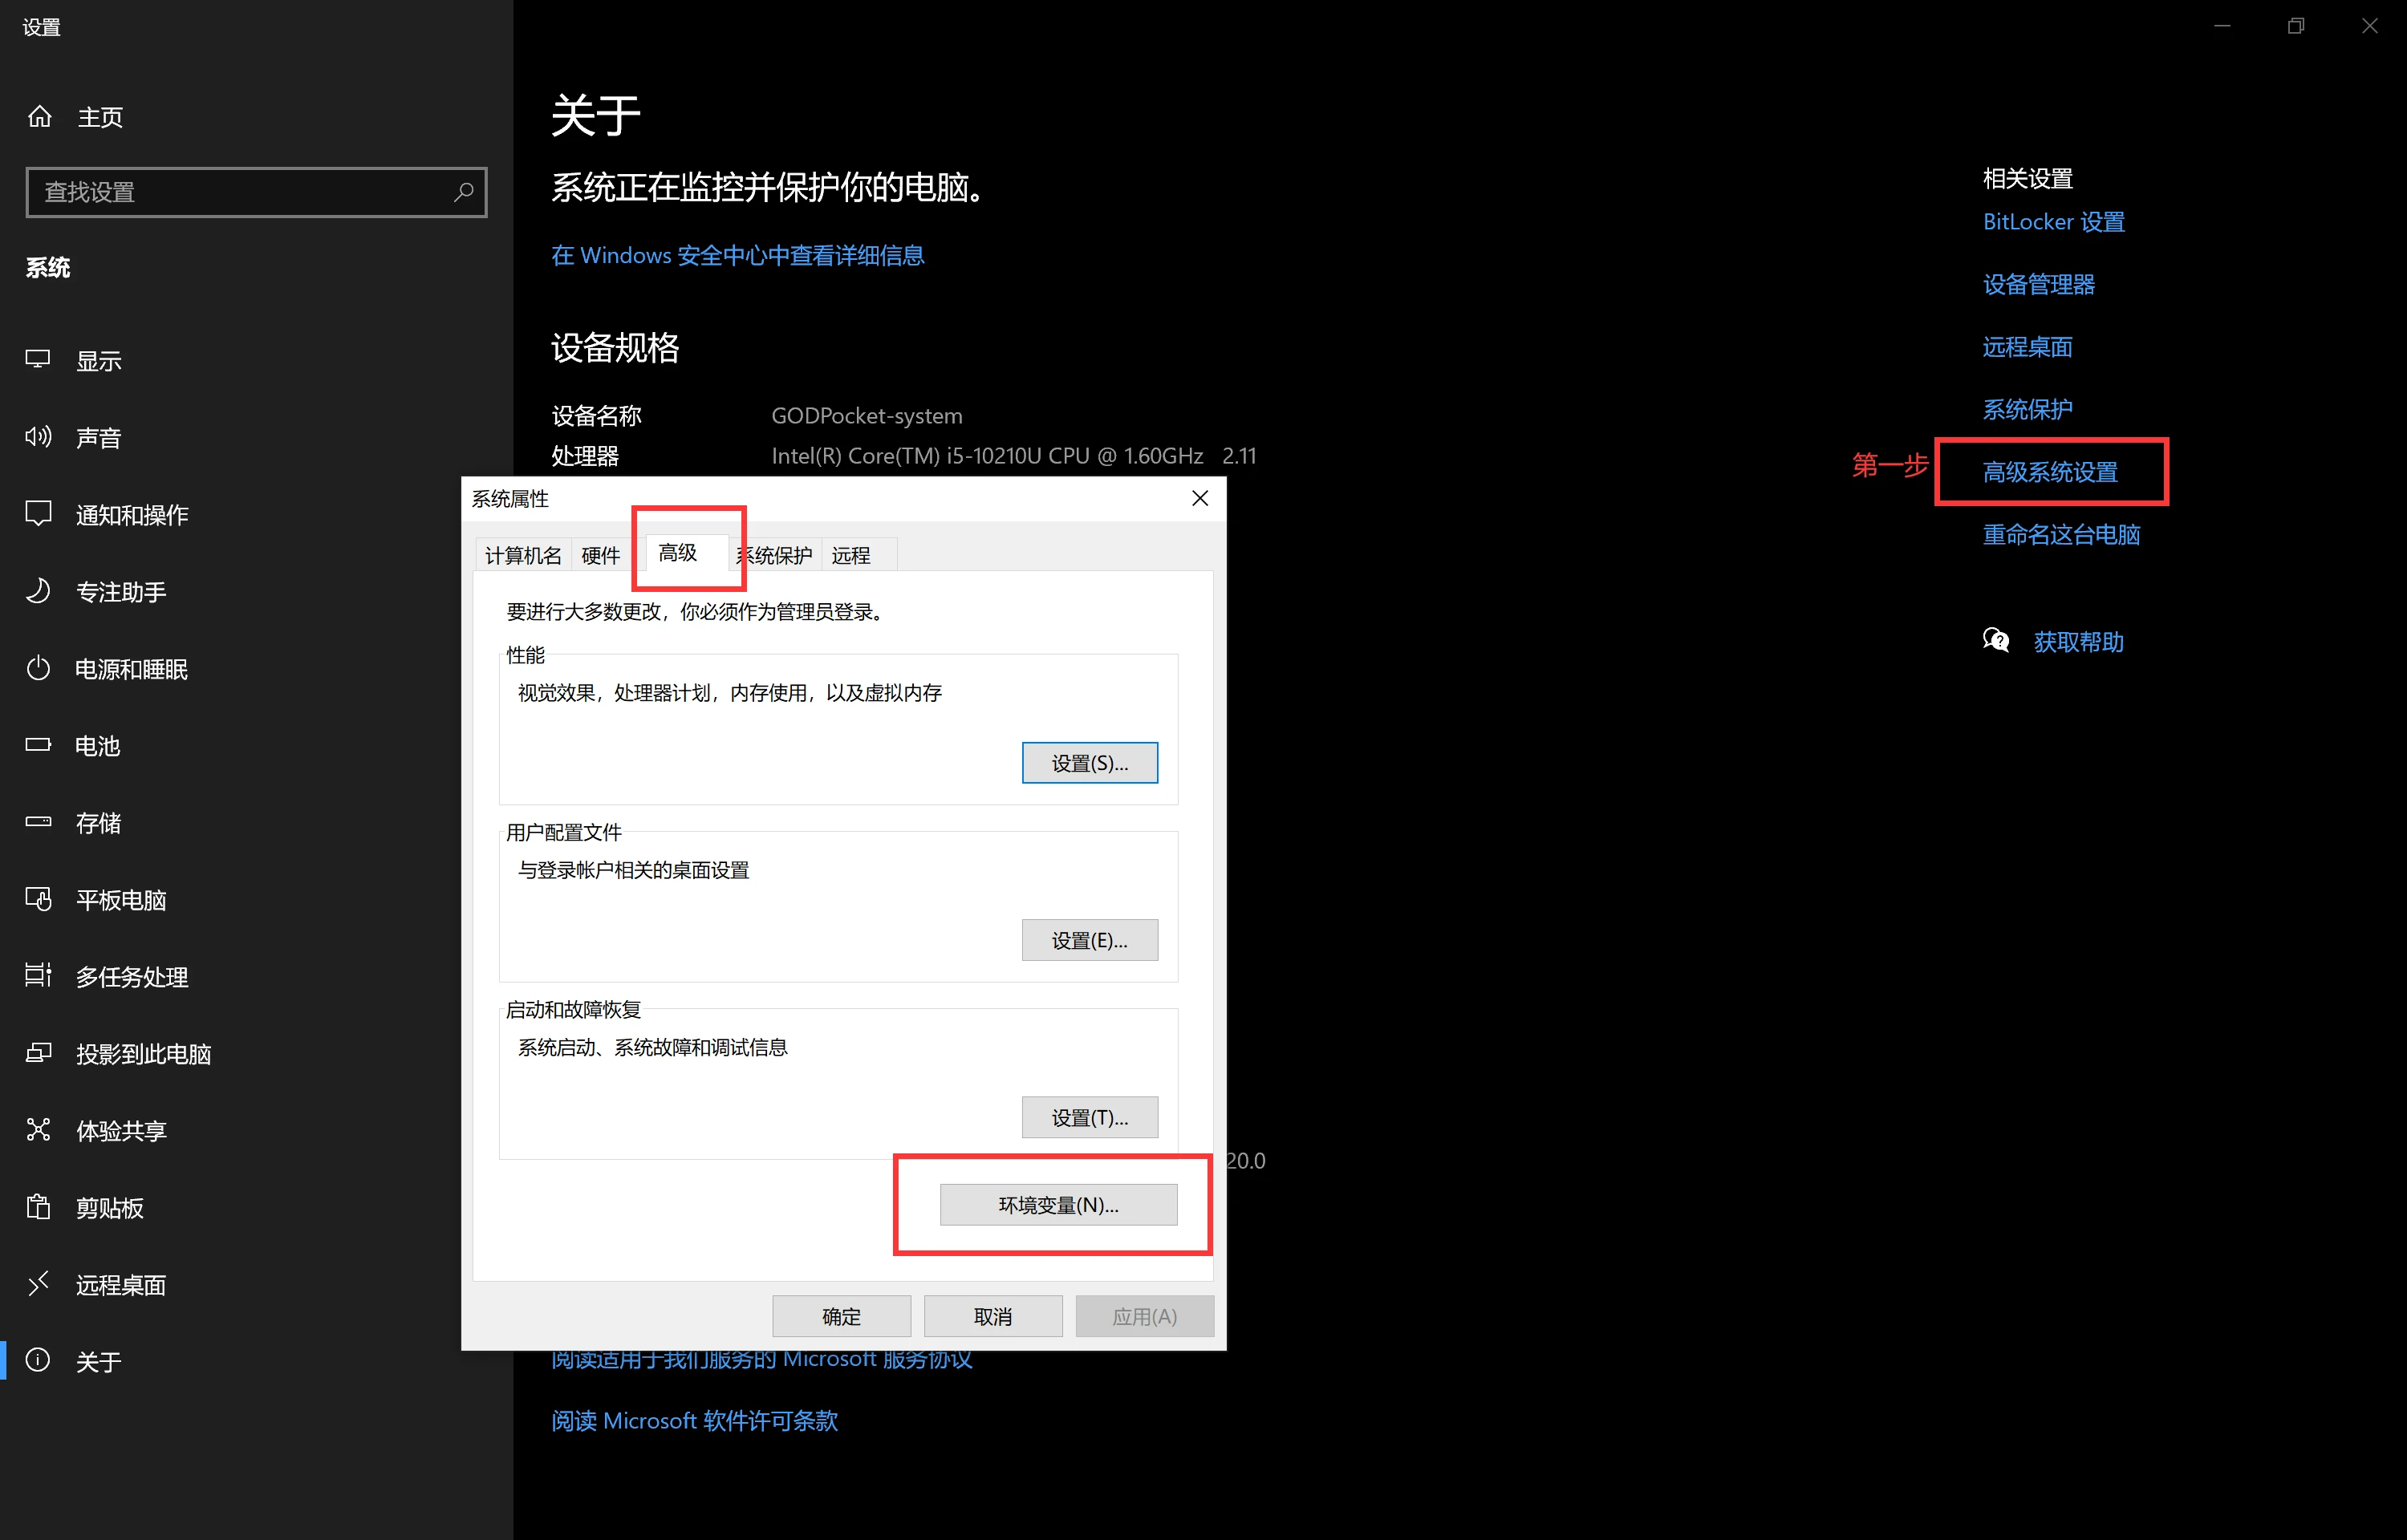 设置
主页
查找设置
系统
显示
声音
通知和操作
专注助手
电源和睡眠
电池
存储
平板电脑
多任务处理
投影到此电脑
体验共享
剪贴板
远程桌面
关于
关于
系统正在监控并保护你的电脑。
在 Windows 安全中心中查看详细信息
设备规格
设备名称 GODPocket-system
处理器 Intel(R) Core(TM) i5-10210U CPU @ 1.60GHz 2.11
系统属性
计算机名 硬件 高级 系统保护 远程
要进行大多数更改，你必须作为管理员登录。
性能
视觉效果，处理器计划，内存使用，以及虚拟内存
设置(S)...
用户配置文件
与登录帐户相关的桌面设置
设置(E)...
启动和故障恢复
系统启动、系统故障和调试信息
设置(T)...
环境变量(N)...
确定 取消 应用(A)
20.0
阅读适用于我们服务的 Microsoft 服务协议
阅读 Microsoft 软件许可条款
相关设置
BitLocker 设置
设备管理器
远程桌面
系统保护
第一步 高级系统设置
重命名这台电脑
获取帮助